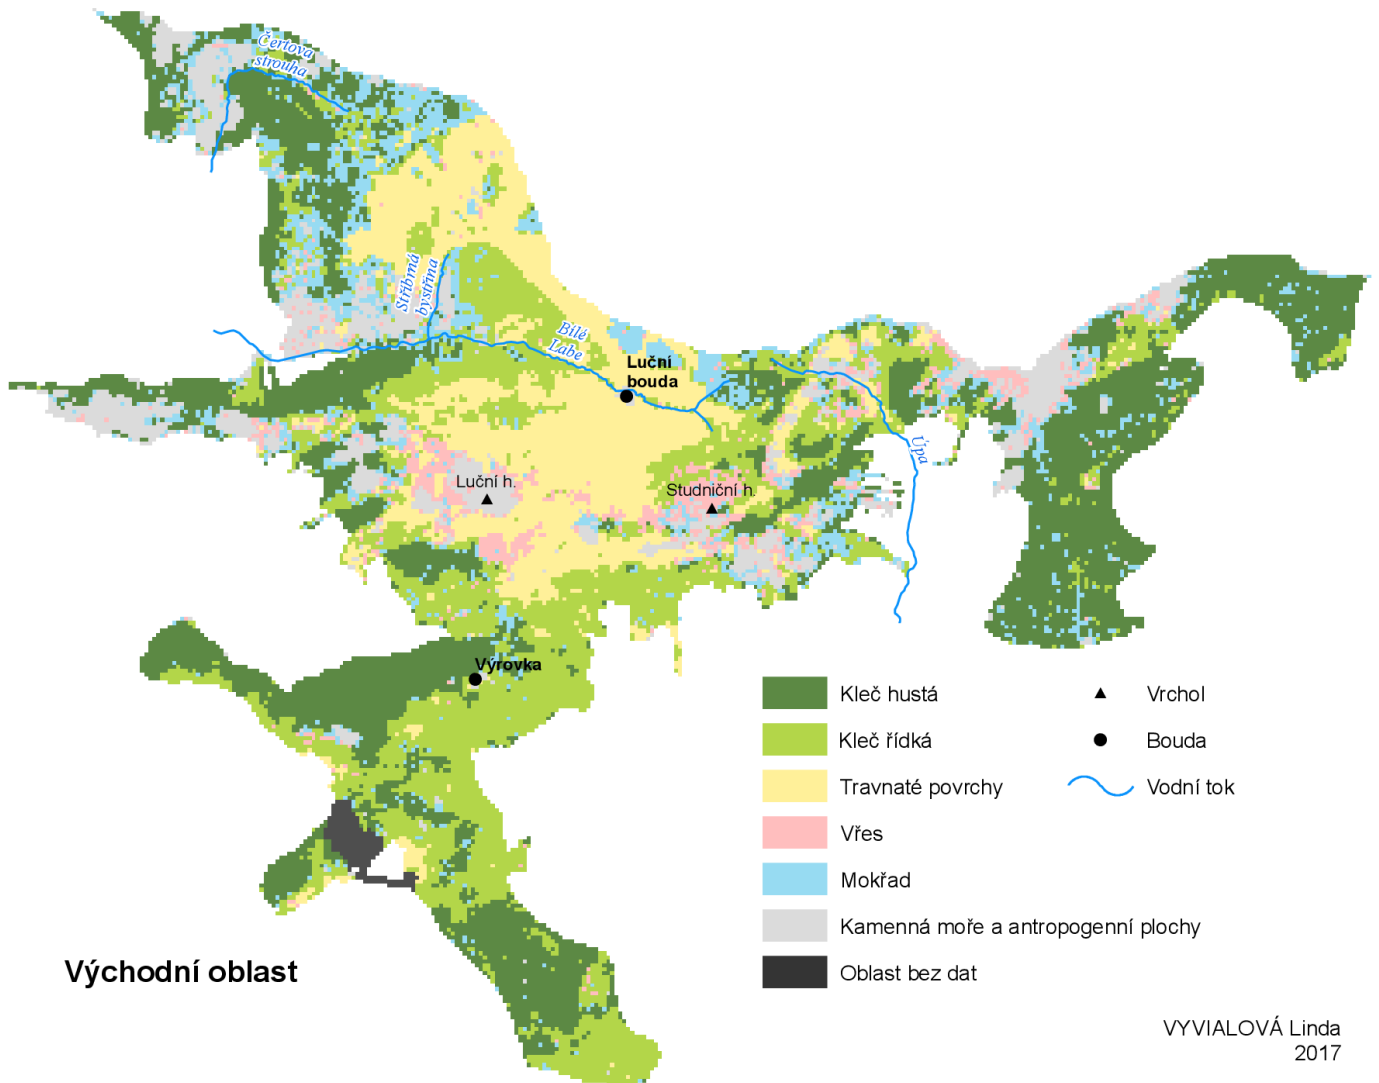 Čertova
strouha
Stříbrná
bystřina
Bílé
Labe
Luční
bouda
Úpa
Luční h.
Studniční h.
Výrovka
Kleč hustá
Vrchol
Kleč řídká
Bouda
Travnaté povrchy
Vodní tok
Vřes
Mokřad
Kamenná moře a antropogenní plochy
Oblast bez dat
Východní oblast
VYVIALOVÁ Linda
2017